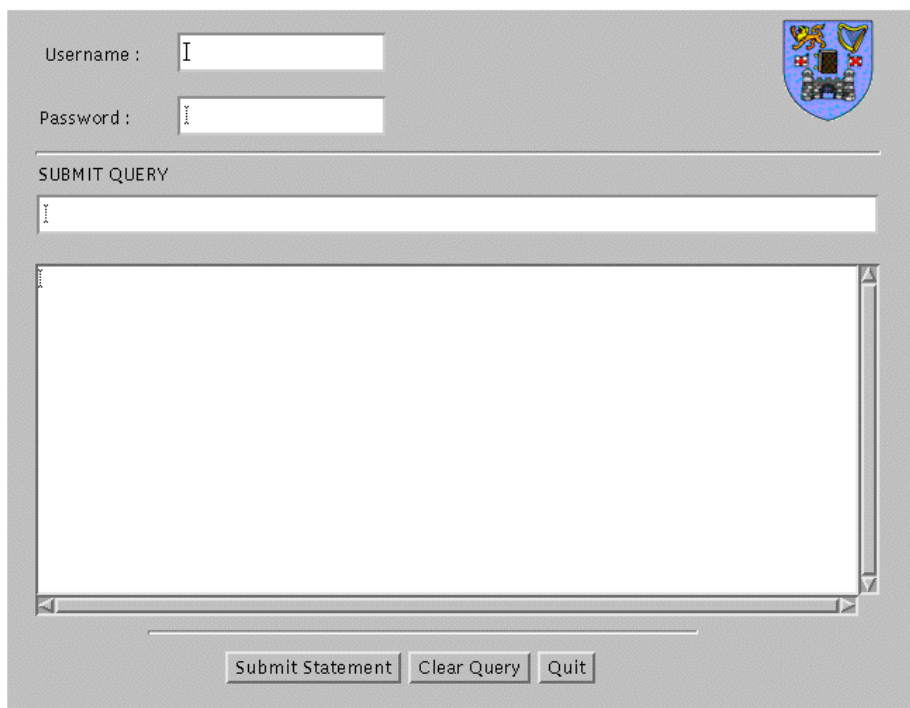 Username :
Password :
SUBMIT QUERY
Submit Statement Clear Query Quit